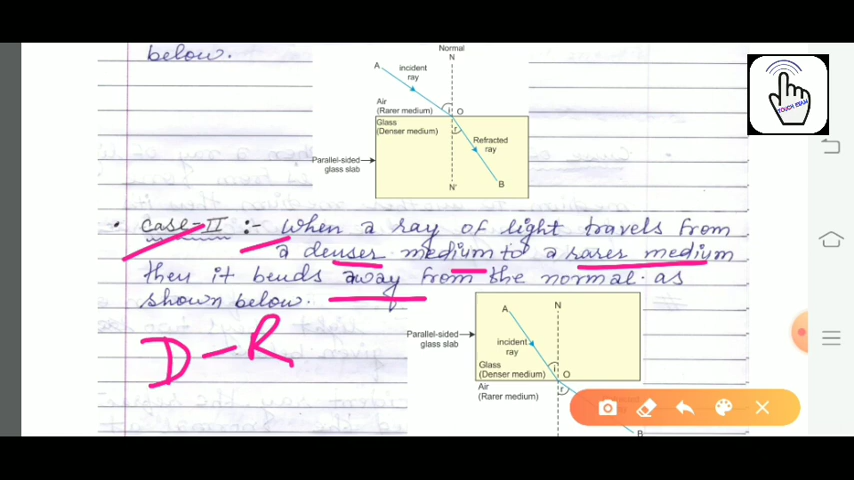 below.
Normal
N
A
incident
ray
Air
(Rarer medium)
i
O
Glass
(Denser medium)
r
Refracted
ray
Parallel-sided
glass slab
N'
B
TOUCH EXAM
• Case-II :- When a ray of light travels from
a denser medium to a rarer medium
then it bends away from the normal as
shown below.
D-R
A
N
Parallel-sided
glass slab
incident
ray
Glass
(Denser medium)
i
O
Air
(Rarer medium)
r
B